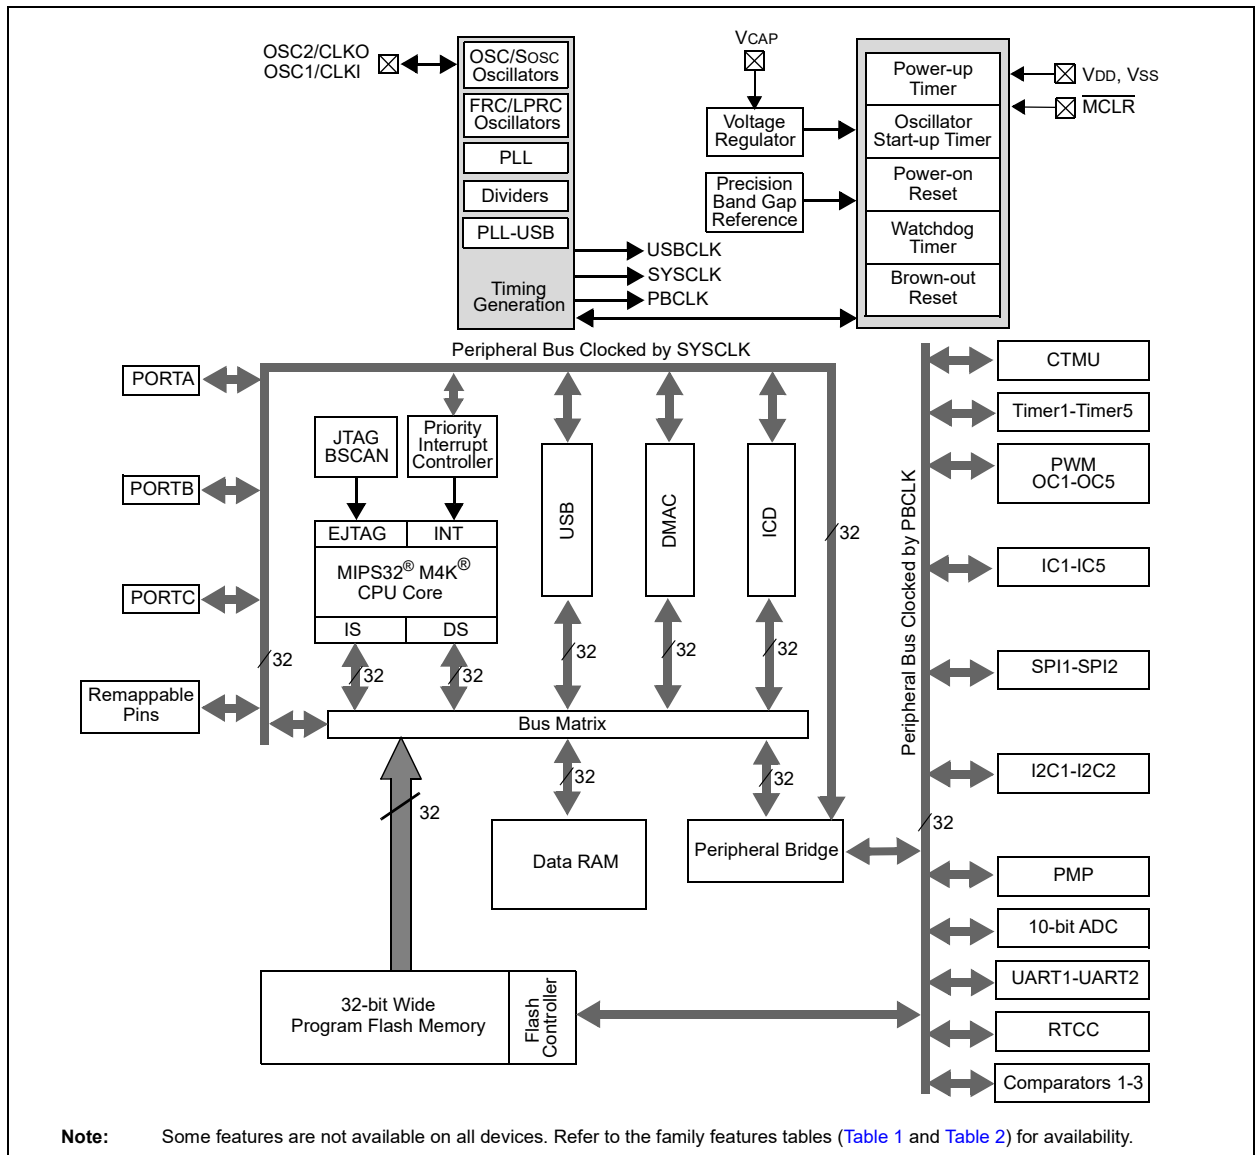 OSC2/CLKO
OSC1/CLKI
OSC/SOSC
Oscillators
FRC/LPRC
Oscillators
PLL
Dividers
PLL-USB
Timing
Generation
USBCLK
SYSCLK
PBCLK
VCAP
Voltage
Regulator
Precision
Band Gap
Reference
Power-up
Timer
Oscillator
Start-up Timer
Power-on
Reset
Watchdog
Timer
Brown-out
Reset
VDD, VSS
MCLR
Peripheral Bus Clocked by SYSCLK
PORTA
PORTB
PORTC
Remappable
Pins
32
JTAG
BSCAN
Priority
Interrupt
Controller
EJTAG
INT
MIPS32® M4K®
CPU Core
IS
DS
32
32
USB
DMAC
ICD
32
32
32
32
Bus Matrix
32
32
32
Data RAM
Peripheral Bridge
32-bit Wide
Program Flash Memory
Flash
Controller
Peripheral Bus Clocked by PBCLK
32
CTMU
Timer1-Timer5
PWM
OC1-OC5
IC1-IC5
SPI1-SPI2
I2C1-I2C2
PMP
10-bit ADC
UART1-UART2
RTCC
Comparators 1-3
Note: Some features are not available on all devices. Refer to the family features tables (Table 1 and Table 2) for availability.